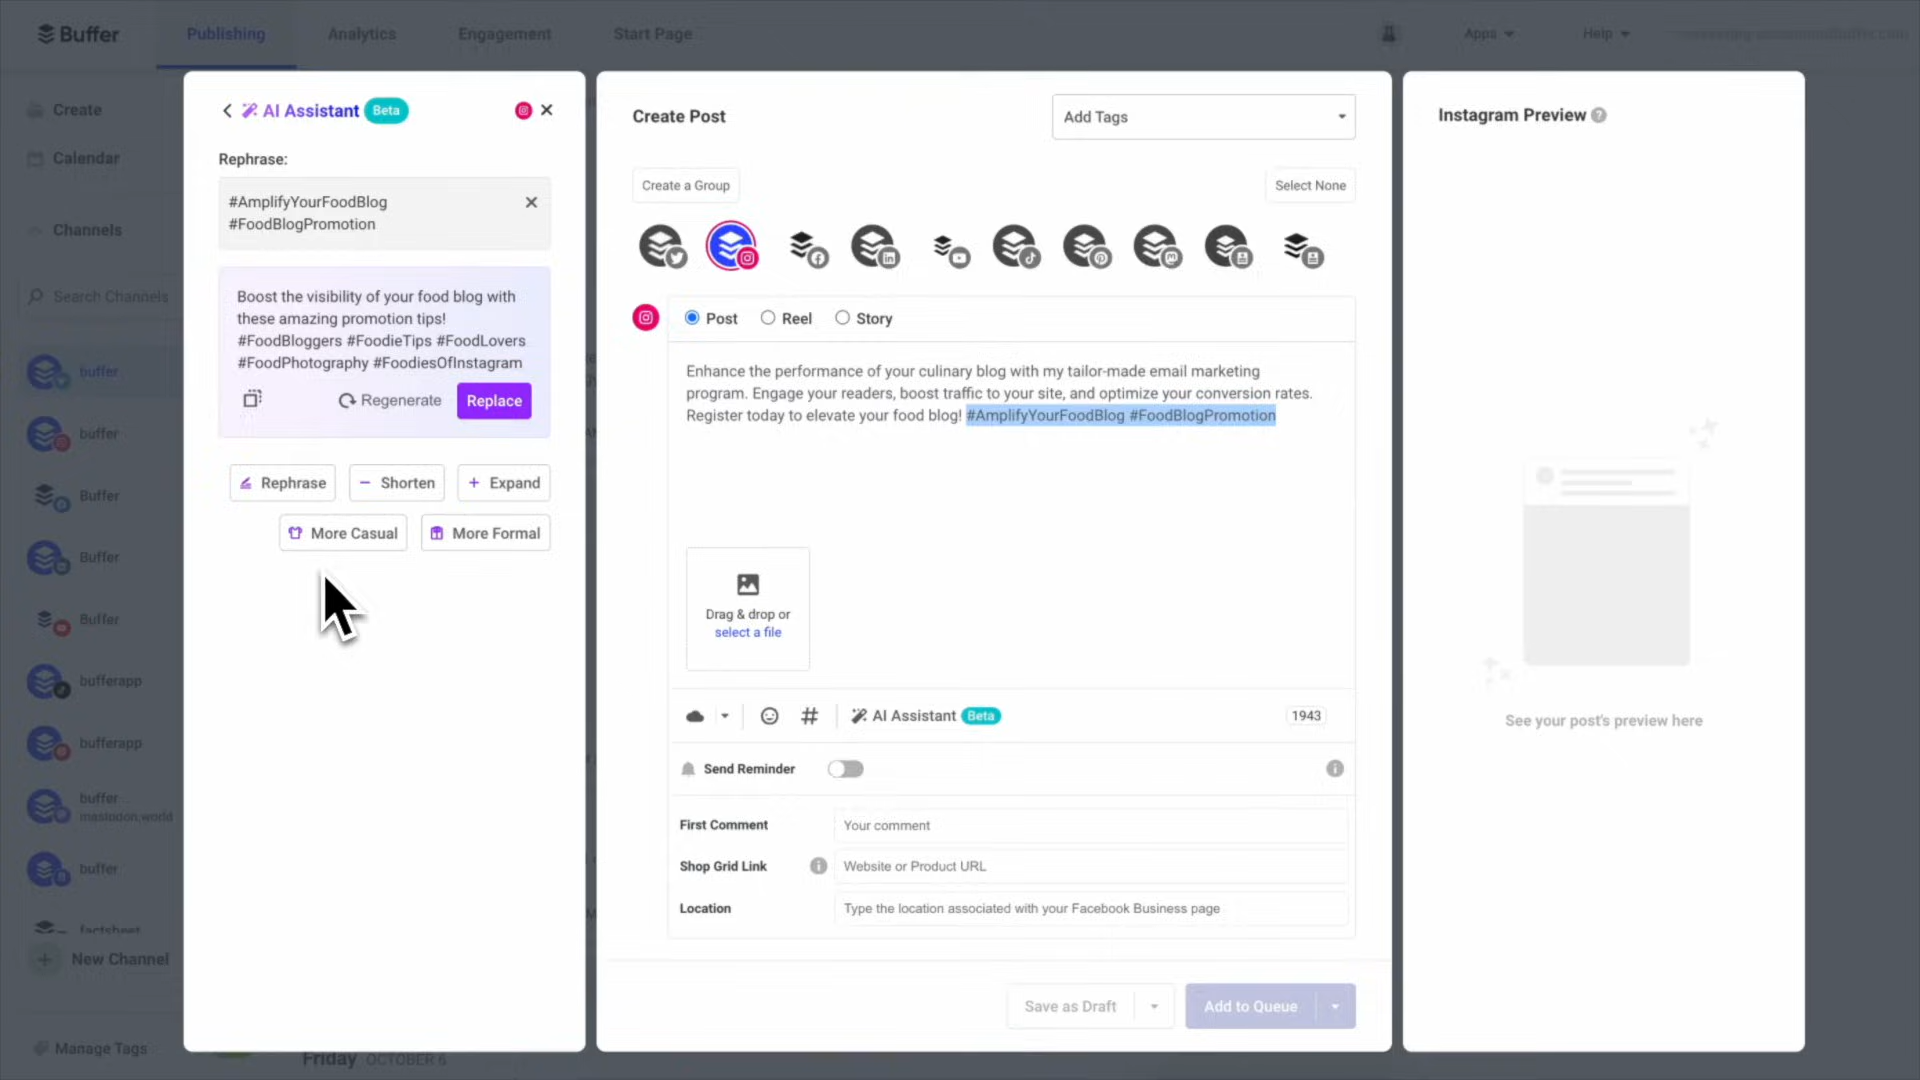 Buffer
Publishing
Analytics
Engagement
Start Page
Apps
Help
Create
Calendar
Channels
Search Channels
buffer
buffer
Buffer
Buffer
Buffer
bufferapp
bufferapp
buffer
mastodon.world
buffer
factsheet
New Channel
Manage Tags
Friday OCTOBER 6
AI Assistant Beta
Rephrase:
#AmplifyYourFoodBlog
#FoodBlogPromotion
Boost the visibility of your food blog with
these amazing promotion tips!
#FoodBloggers #FoodieTips #FoodLovers
#FoodPhotography #FoodiesOfInstagram
Regenerate
Replace
Rephrase
Shorten
Expand
More Casual
More Formal
Create Post
Add Tags
Create a Group
Select None
Post
Reel
Story
Enhance the performance of your culinary blog with my tailor-made email marketing
program. Engage your readers, boost traffic to your site, and optimize your conversion rates.
Register today to elevate your food blog! #AmplifyYourFoodBlog #FoodBlogPromotion
Drag & drop or
select a file
AI Assistant Beta
1943
Send Reminder
First Comment
Your comment
Shop Grid Link
Website or Product URL
Location
Type the location associated with your Facebook Business page
Save as Draft
Add to Queue
Instagram Preview
See your post's preview here